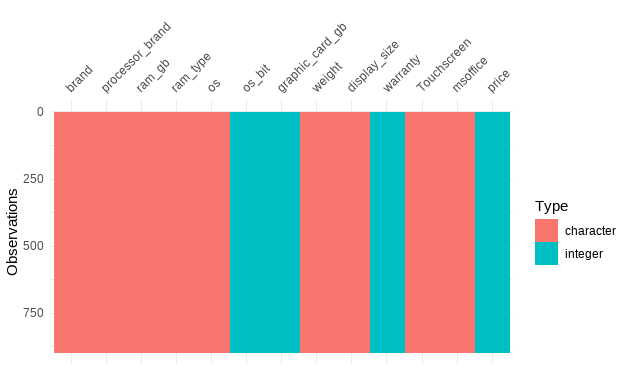 brand
processor_brand
ram_gb
ram_type
os
os_bit
graphic_card_gb
weight
display_size
warranty
Touchscreen
msoffice
price
0
250
500
750
Observations
Type
character
integer